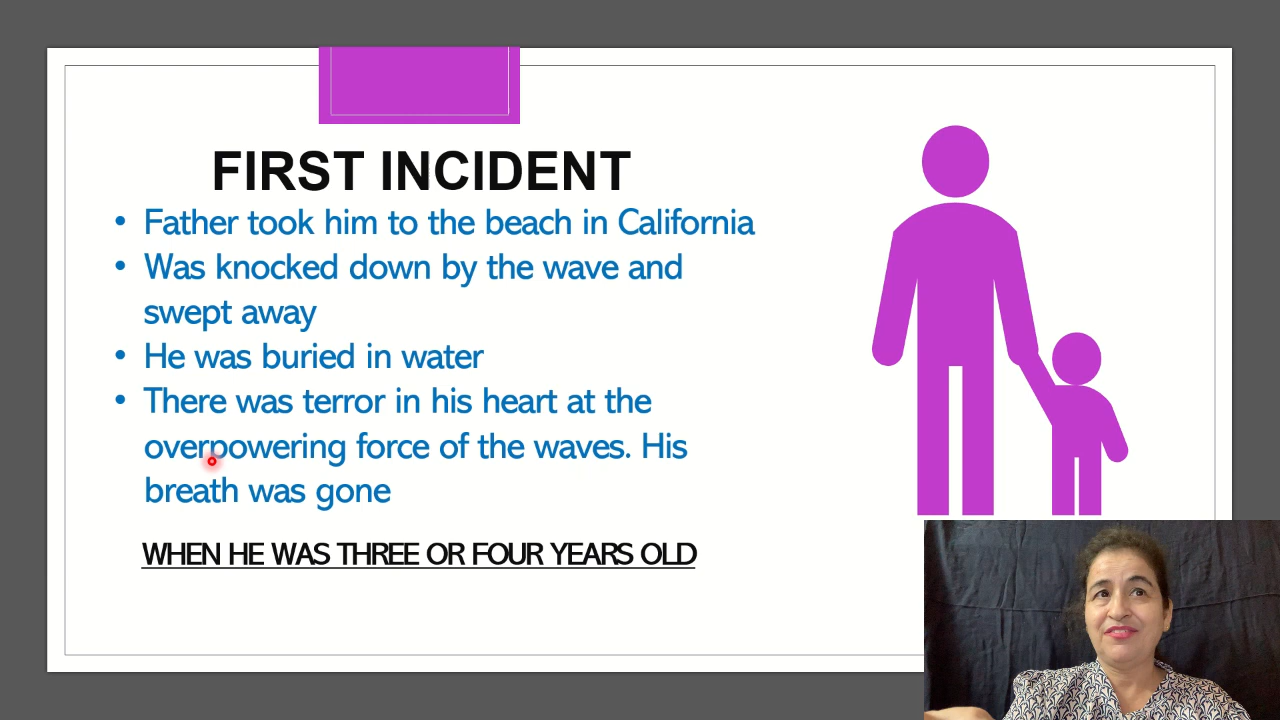 FIRST INCIDENT
• Father took him to the beach in California
• Was knocked down by the wave and
swept away
• He was buried in water
• There was terror in his heart at the
overpowering force of the waves. His
breath was gone
WHEN HE WAS THREE OR FOUR YEARS OLD